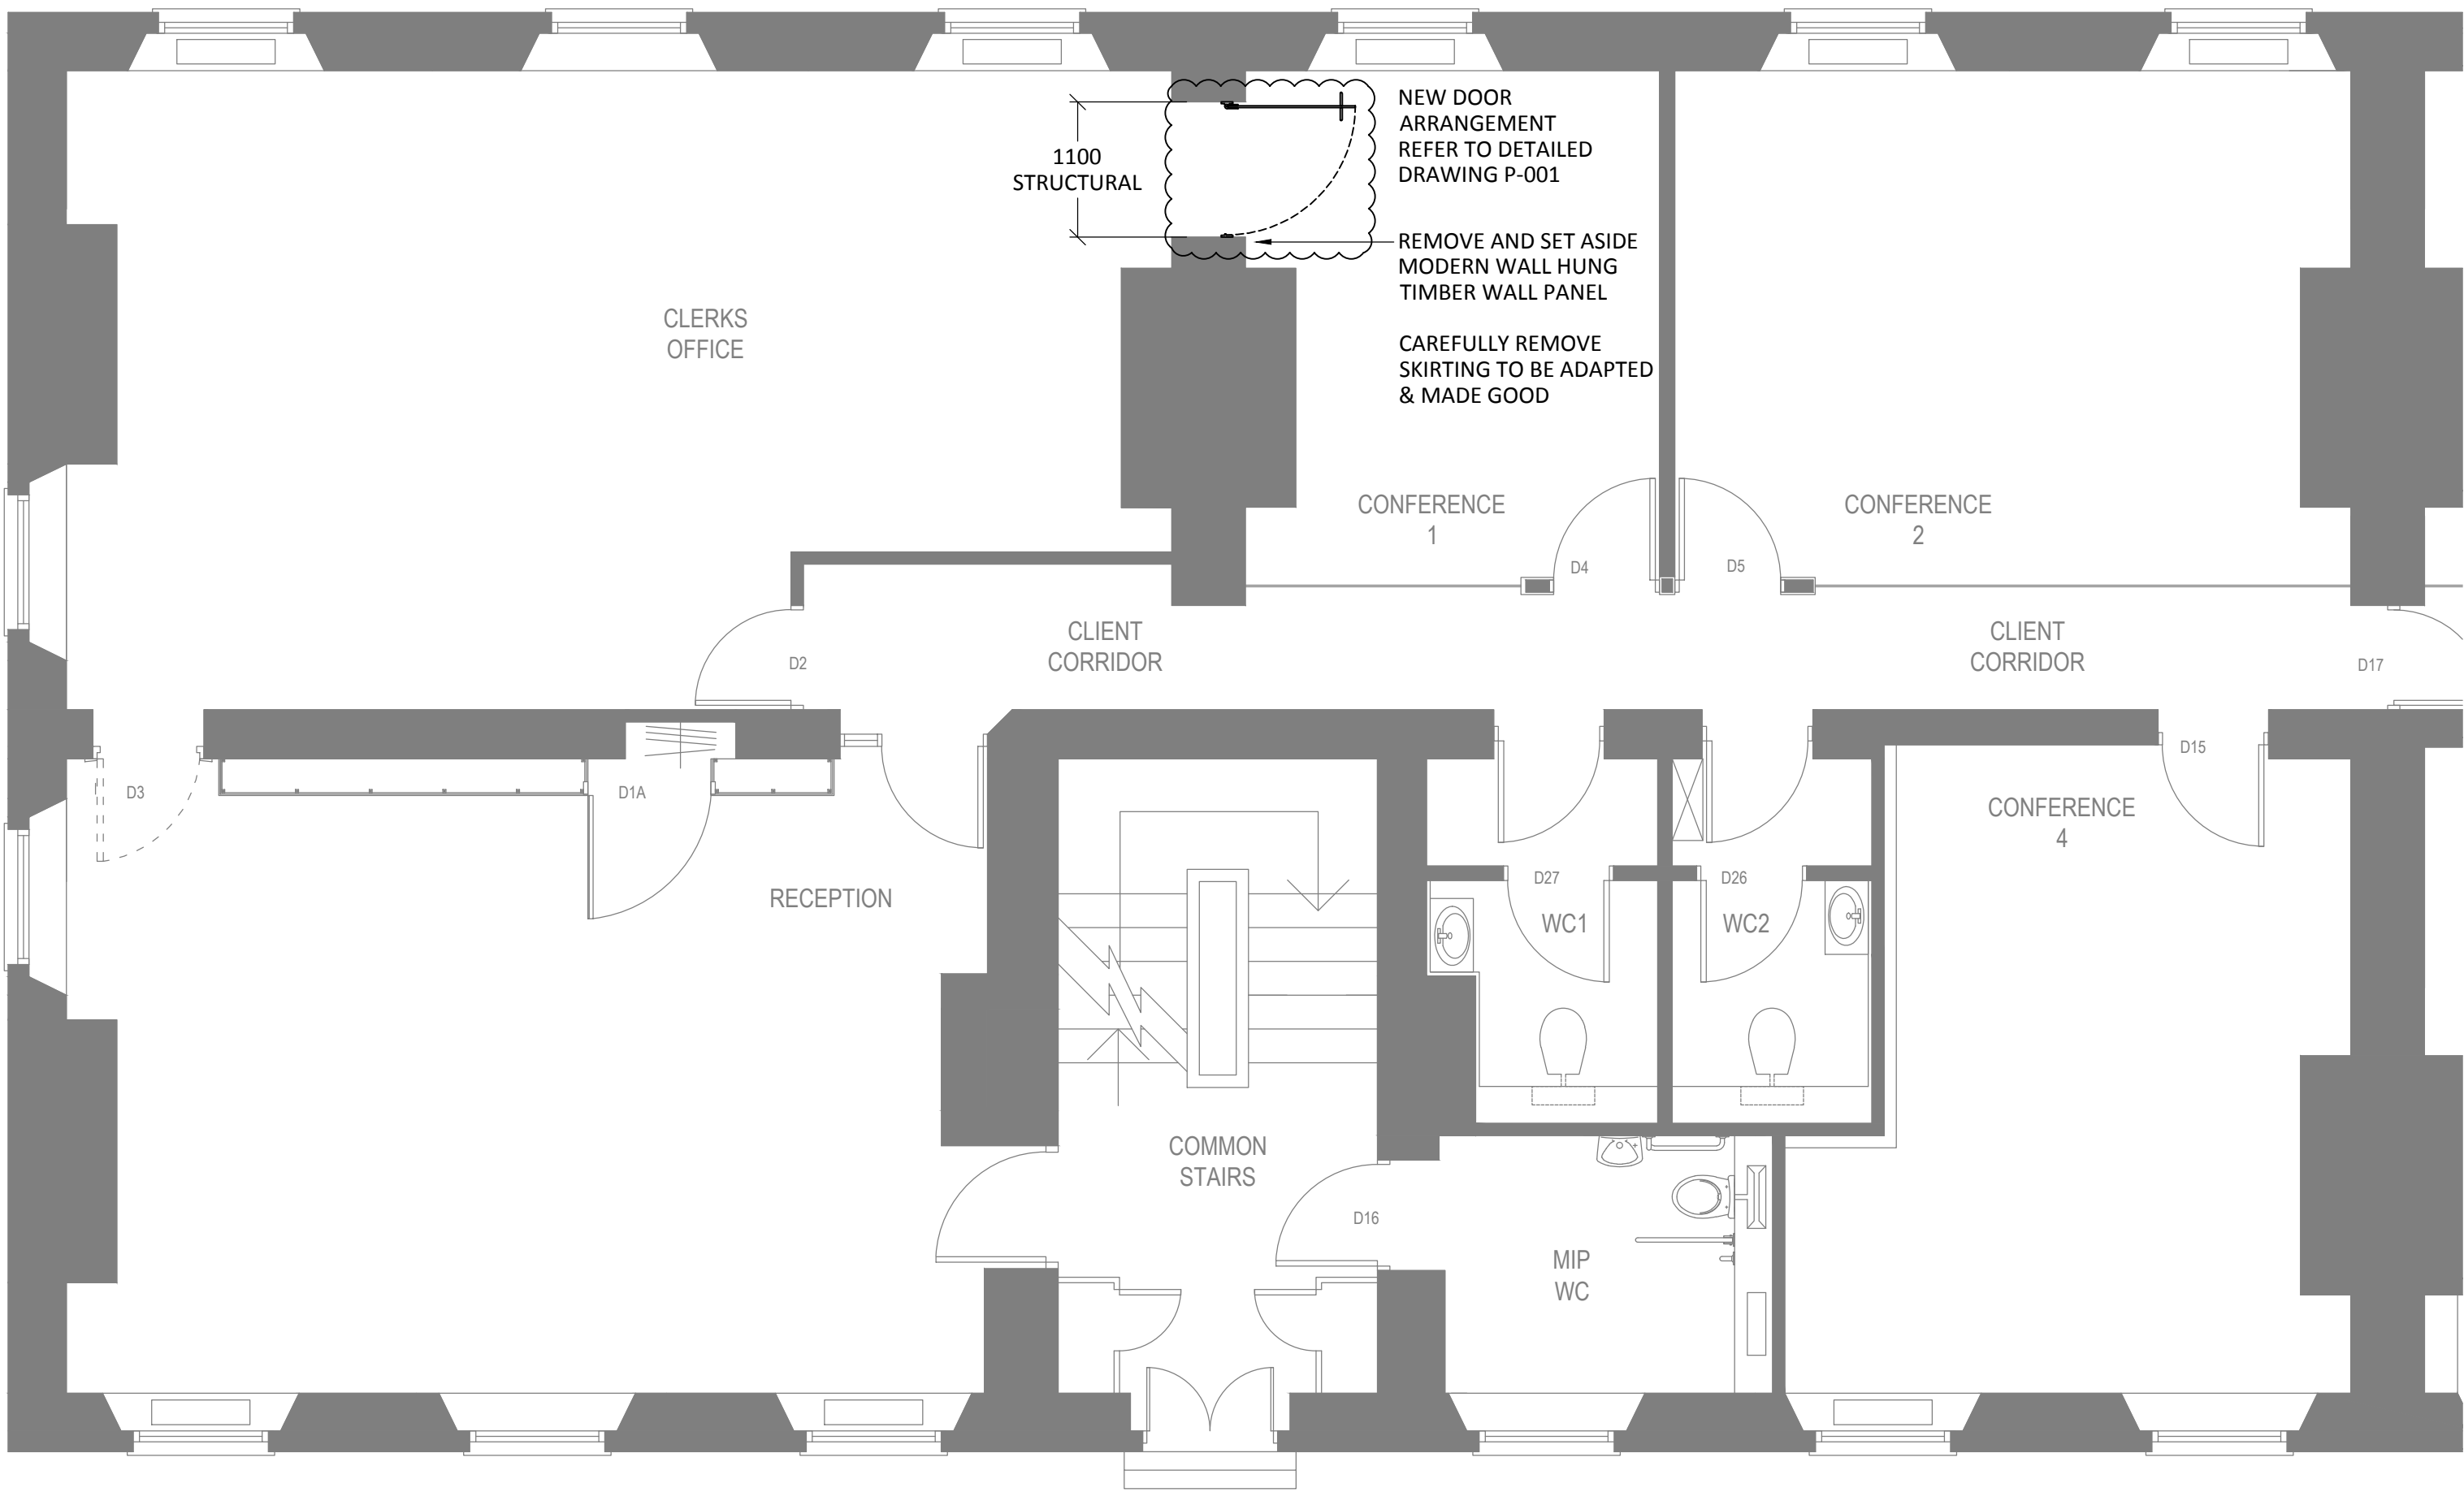 NEW DOOR
ARRANGEMENT
REFER TO DETAILED
DRAWING P-001
1100
STRUCTURAL
REMOVE AND SET ASIDE
MODERN WALL HUNG
TIMBER WALL PANEL
CAREFULLY REMOVE
SKIRTING TO BE ADAPTED
& MADE GOOD
CLERKS
OFFICE
CONFERENCE
1
CONFERENCE
2
D4
D5
CLIENT
CORRIDOR
CLIENT
CORRIDOR
D2
D17
D15
D3
D1A
CONFERENCE
4
RECEPTION
D27
D26
WC1
WC2
COMMON
STAIRS
D16
MIP
WC